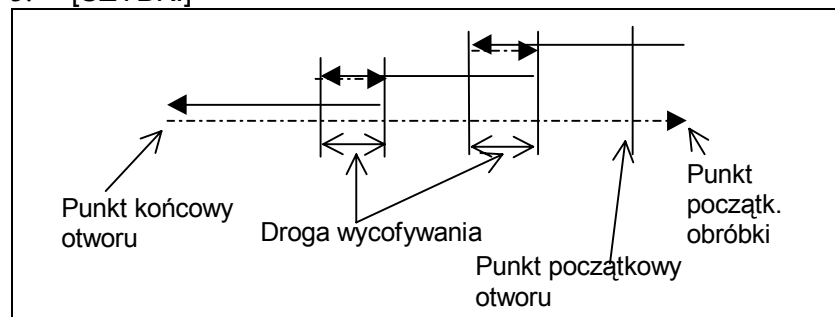 Punkt końcowy
otworu
Droga wycofywania
Punkt początkowy
otworu
Punkt
początk.
obróbki